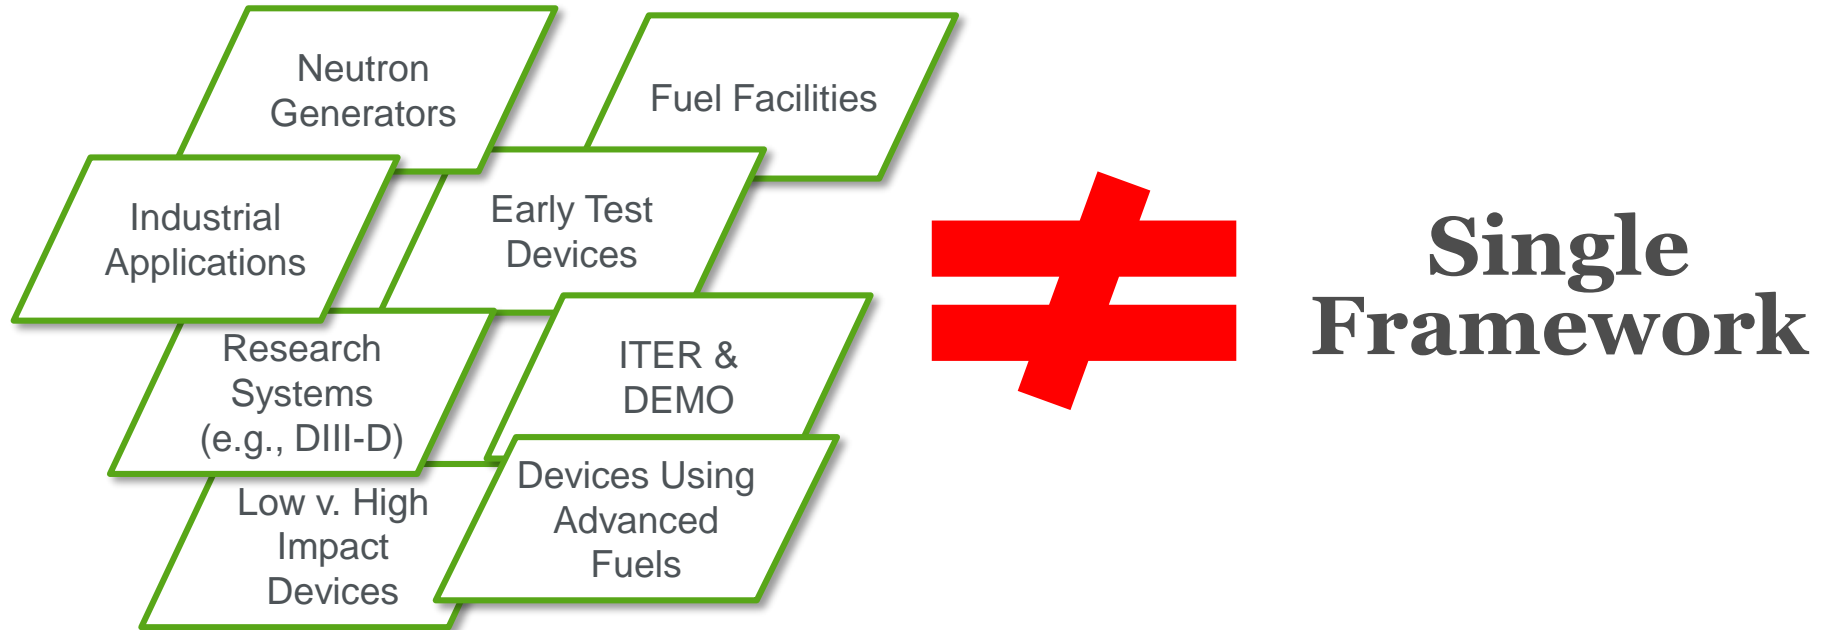 Neutron
Generators
Fuel Facilities
Industrial
Applications
Early Test
Devices
Research
Systems
(e.g., DIII-D)
ITER &
DEMO
Low v. High
Impact
Devices
Devices Using
Advanced
Fuels
≠
Single
Framework